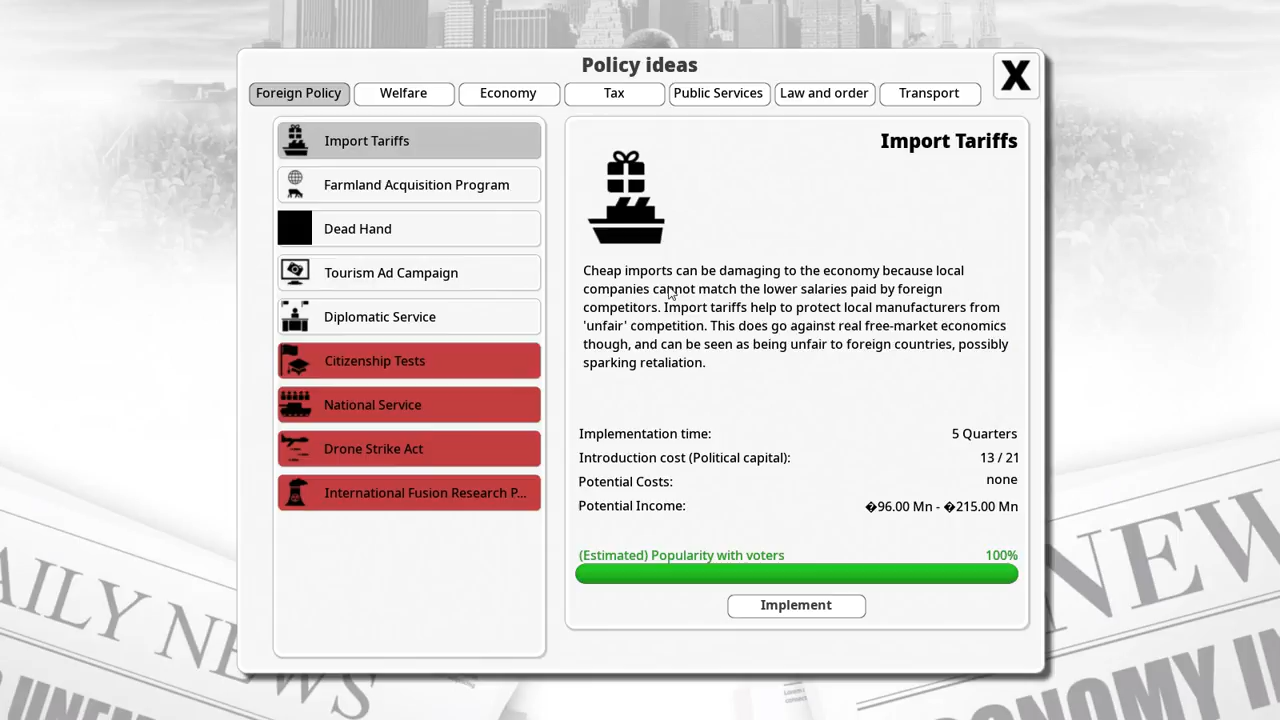 Policy ideas
X
Foreign Policy
Welfare
Economy
Tax
Public Services
Law and order
Transport
Import Tariffs
Farmland Acquisition Program
Dead Hand
Tourism Ad Campaign
Diplomatic Service
Citizenship Tests
National Service
Drone Strike Act
International Fusion Research P...
Import Tariffs
Cheap imports can be damaging to the economy because local
companies cannot match the lower salaries paid by foreign
competitors. Import tariffs help to protect local manufacturers from
'unfair' competition. This does go against real free-market economics
though, and can be seen as being unfair to foreign countries, possibly
sparking retaliation.
Implementation time: 5 Quarters
Introduction cost (Political capital): 13 / 21
Potential Costs: none
Potential Income: �96.00 Mn - �215.00 Mn
(Estimated) Popularity with voters 100%
Implement
AILY NEWS
NEW
ONOMY IN